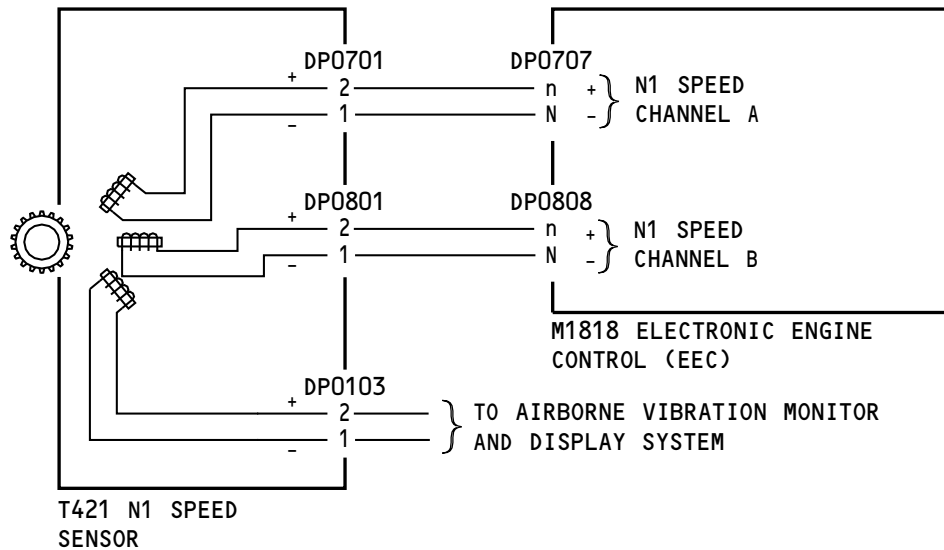 DP0701
DP0707
+ 2 n + N1 SPEED
- 1 N - CHANNEL A
DP0801
DP0808
+ 2 n + N1 SPEED
- 1 N - CHANNEL B
M1818 ELECTRONIC ENGINE
CONTROL (EEC)
DP0103
+ 2 TO AIRBORNE VIBRATION MONITOR
- 1 AND DISPLAY SYSTEM
T421 N1 SPEED
SENSOR